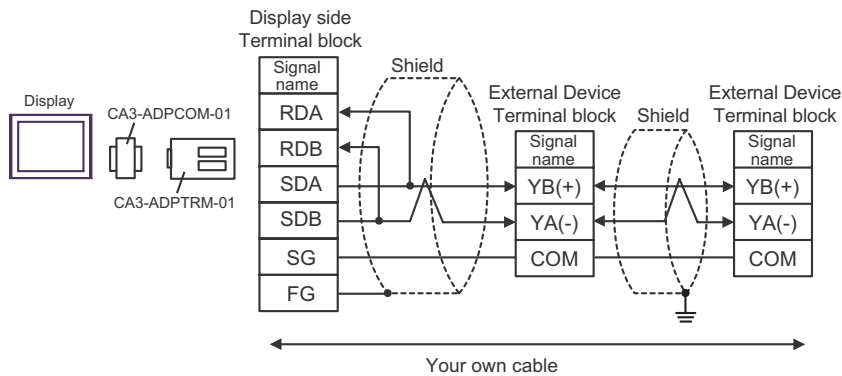 Display side
Terminal block
Display
CA3-ADPCOM-01
CA3-ADPTRM-01
Signal
name
RDA
RDB
SDA
SDB
SG
FG
Shield
External Device
Terminal block
Signal
name
YB(+)
YA(-)
COM
Shield
External Device
Terminal block
Signal
name
YB(+)
YA(-)
COM
Your own cable